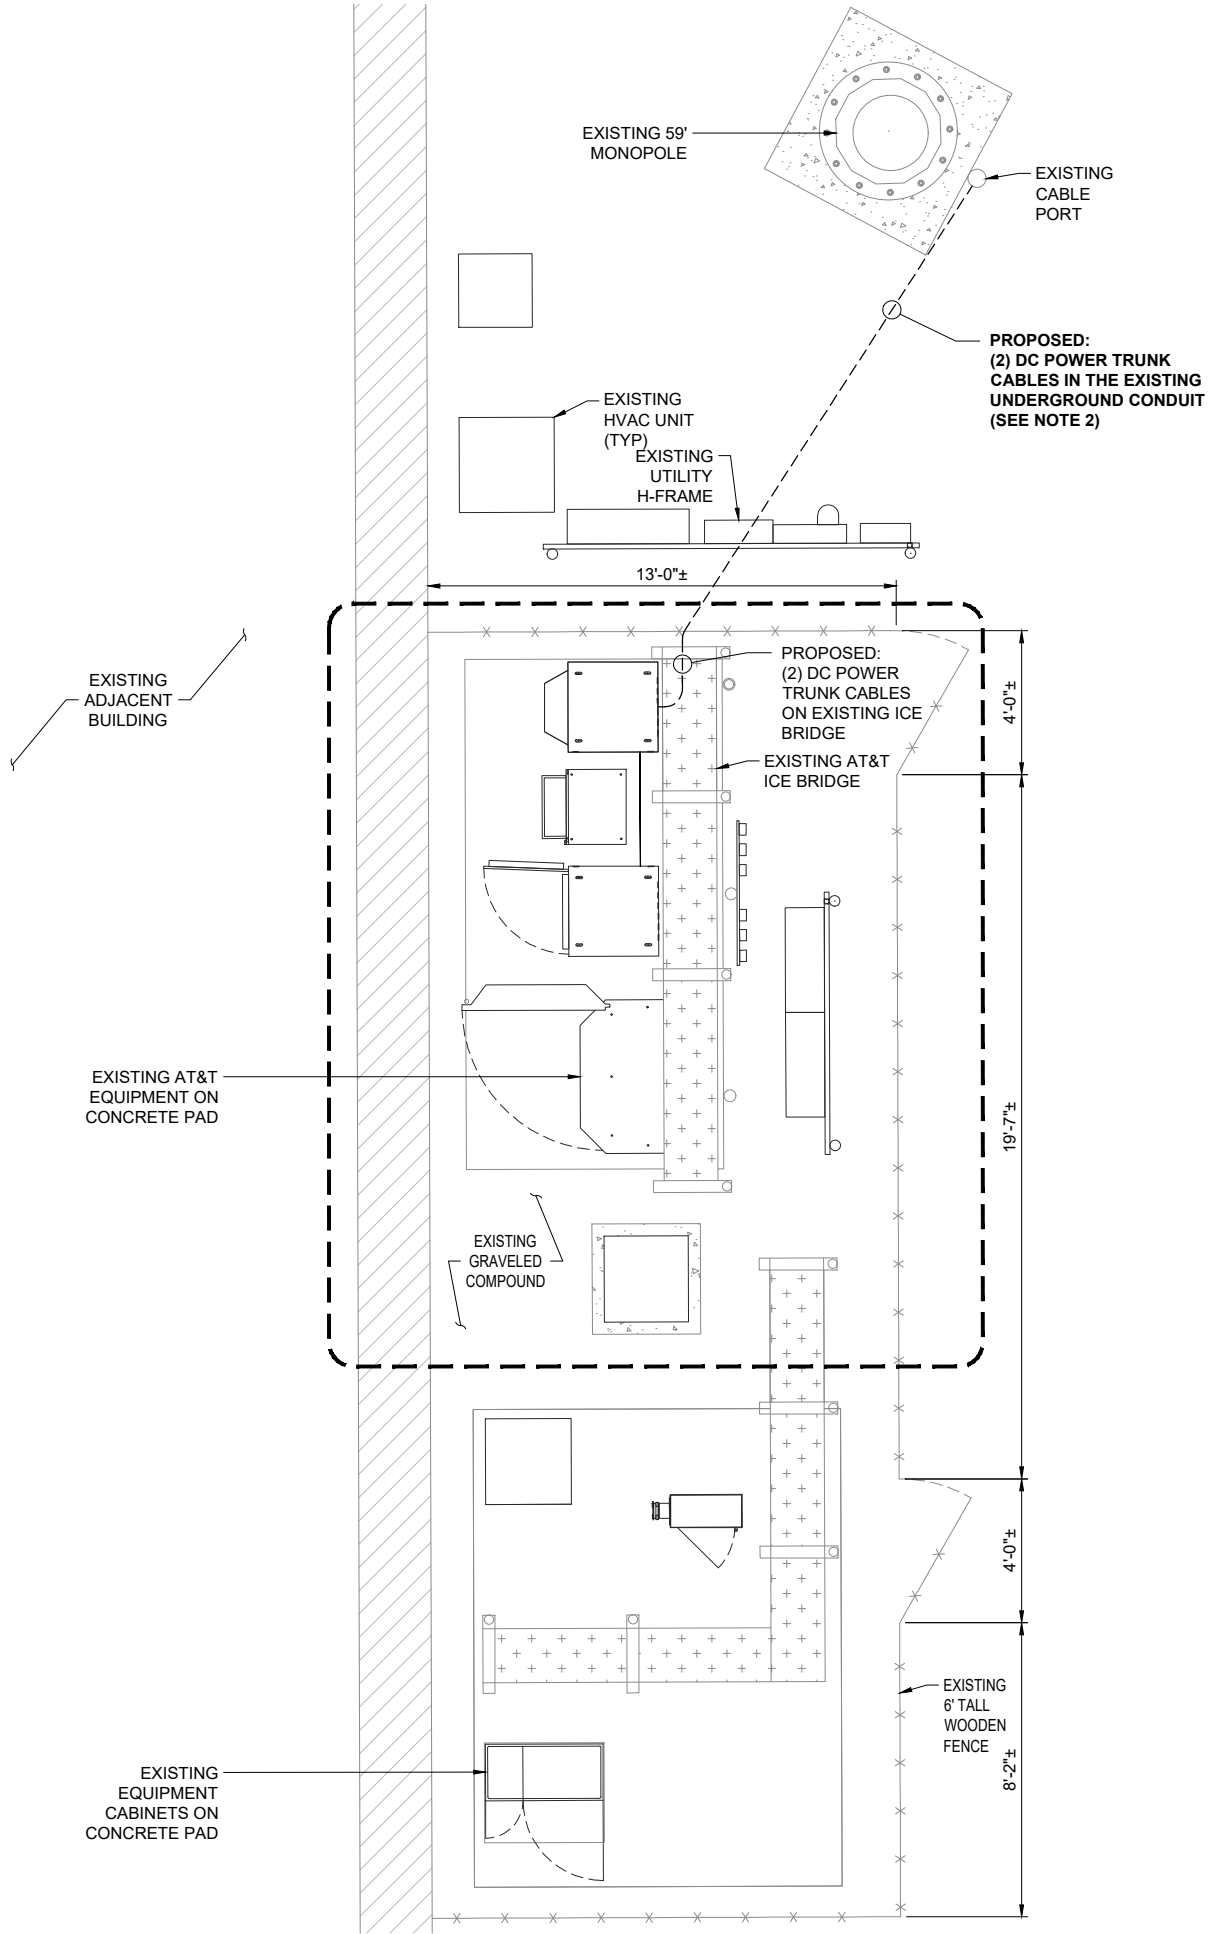 EXISTING 59'
MONOPOLE
EXISTING
CABLE
PORT
PROPOSED:
(2) DC POWER TRUNK
CABLES IN THE EXISTING
UNDERGROUND CONDUIT
(SEE NOTE 2)
EXISTING
HVAC UNIT
(TYP)
EXISTING
UTILITY
H-FRAME
13'-0"±
EXISTING
ADJACENT
BUILDING
PROPOSED:
(2) DC POWER
TRUNK CABLES
ON EXISTING ICE
BRIDGE
4'-0"±
EXISTING AT&T
ICE BRIDGE
EXISTING AT&T
EQUIPMENT ON
CONCRETE PAD
19'-7"±
EXISTING
GRAVELED
COMPOUND
4'-0"±
EXISTING
6' TALL
WOODEN
FENCE
8'-2"±
EXISTING
EQUIPMENT
CABINETS ON
CONCRETE PAD